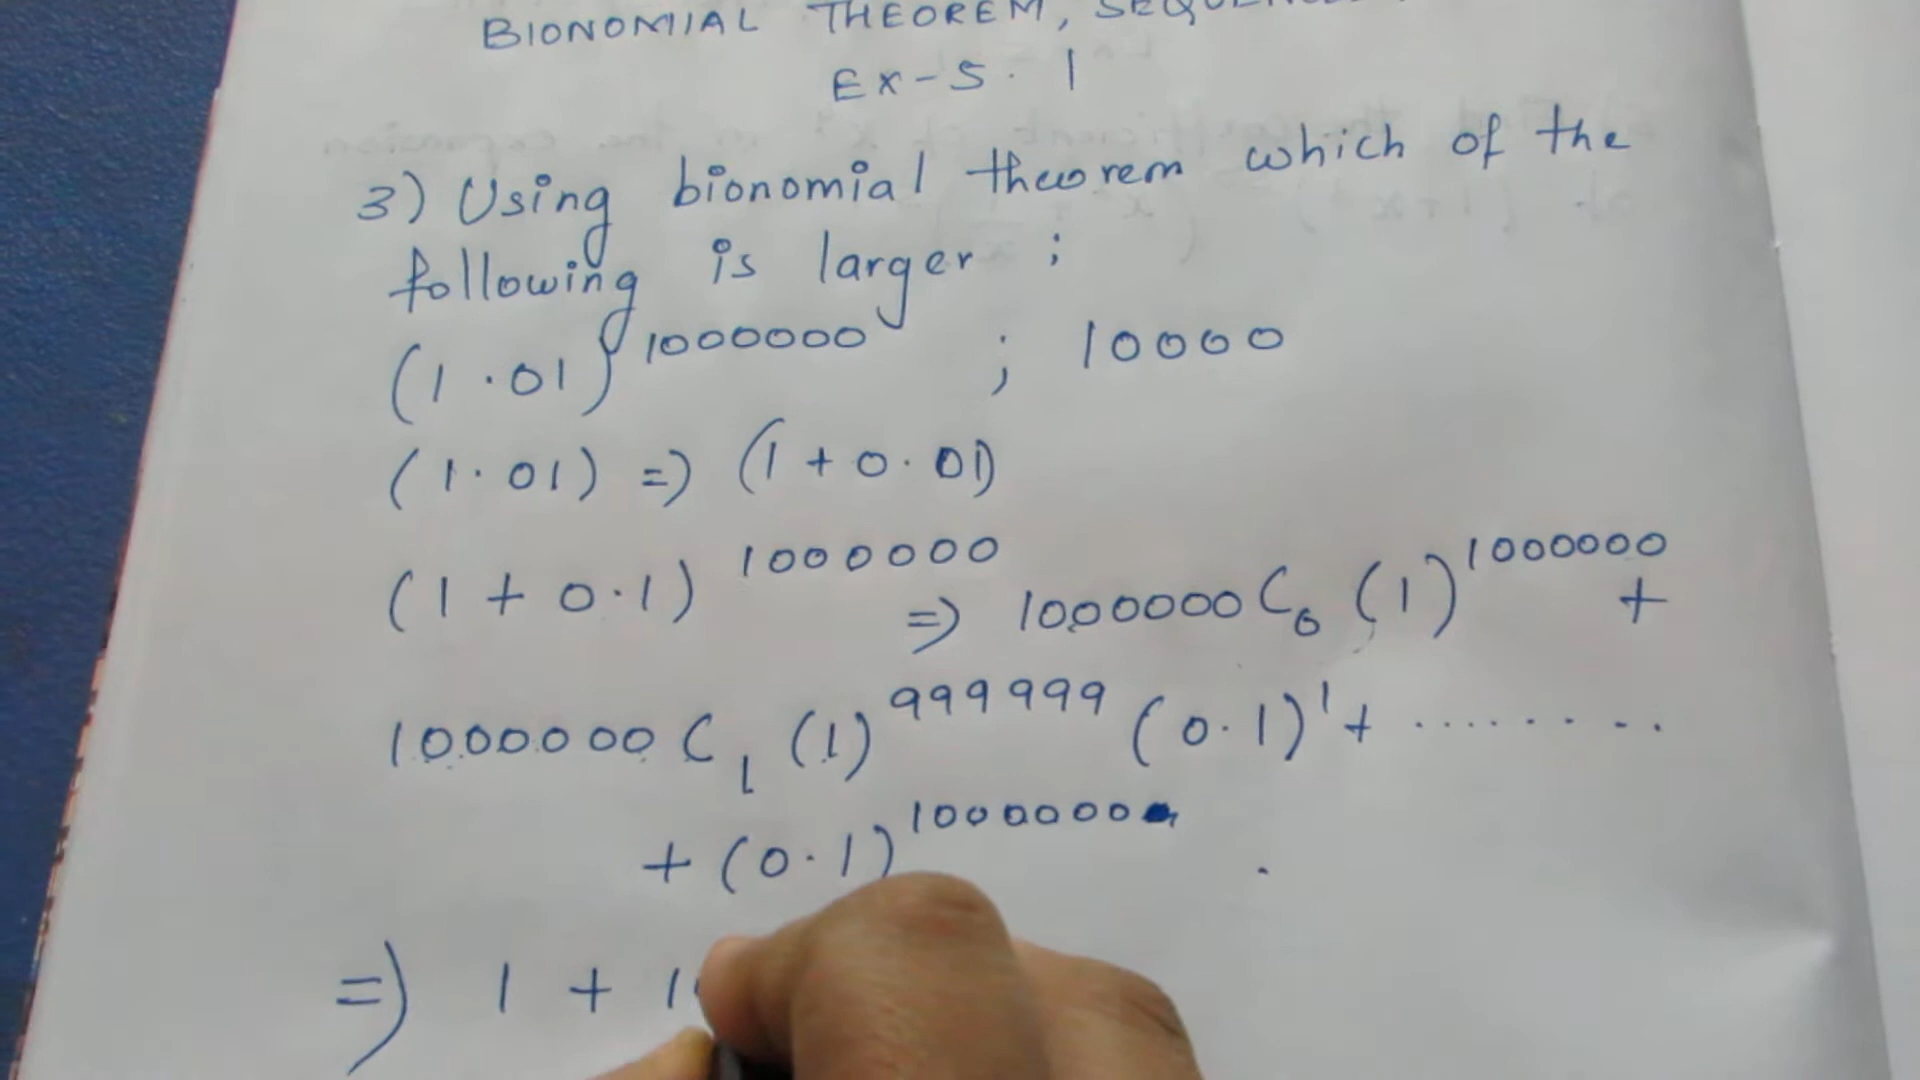 BIONOMIAL THEOREM,
EX-5.1
3) Using bionomial theorem which of the
following is larger ;
(1.01)^1000000 ; 10000
(1.01) => (1 + 0.01)
(1 + 0.1)^1000000 => 1000000C₀ (1)^1000000 +
1000000C₁ (1)^999999 (0.1)^1 + .........
+ (0.1)^1000000
=> 1 + 1